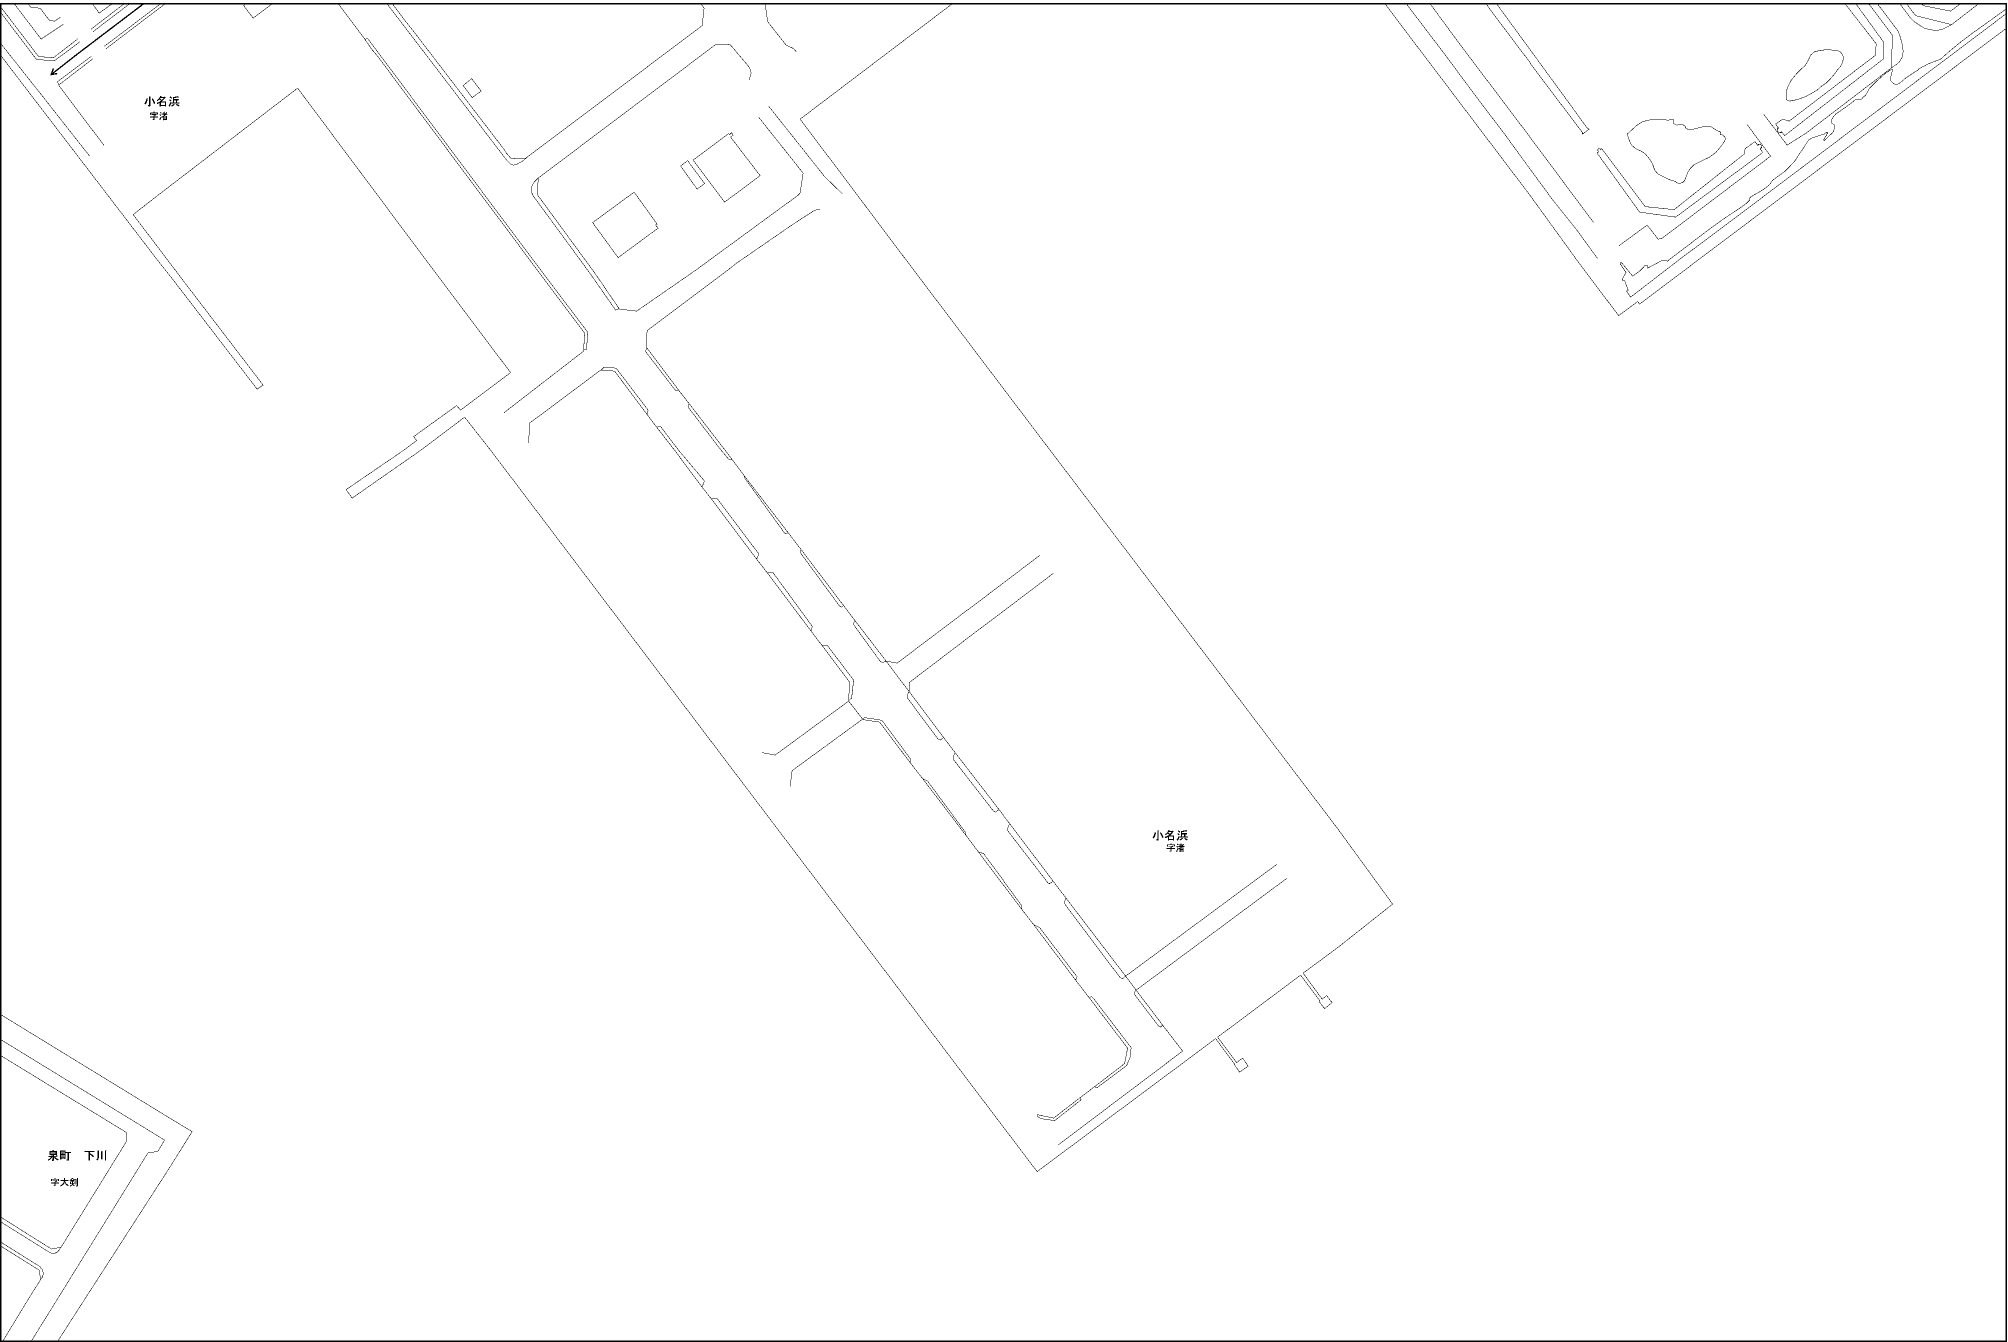 小名浜
字渚
小名浜
字渚
泉町　下川
字大剣